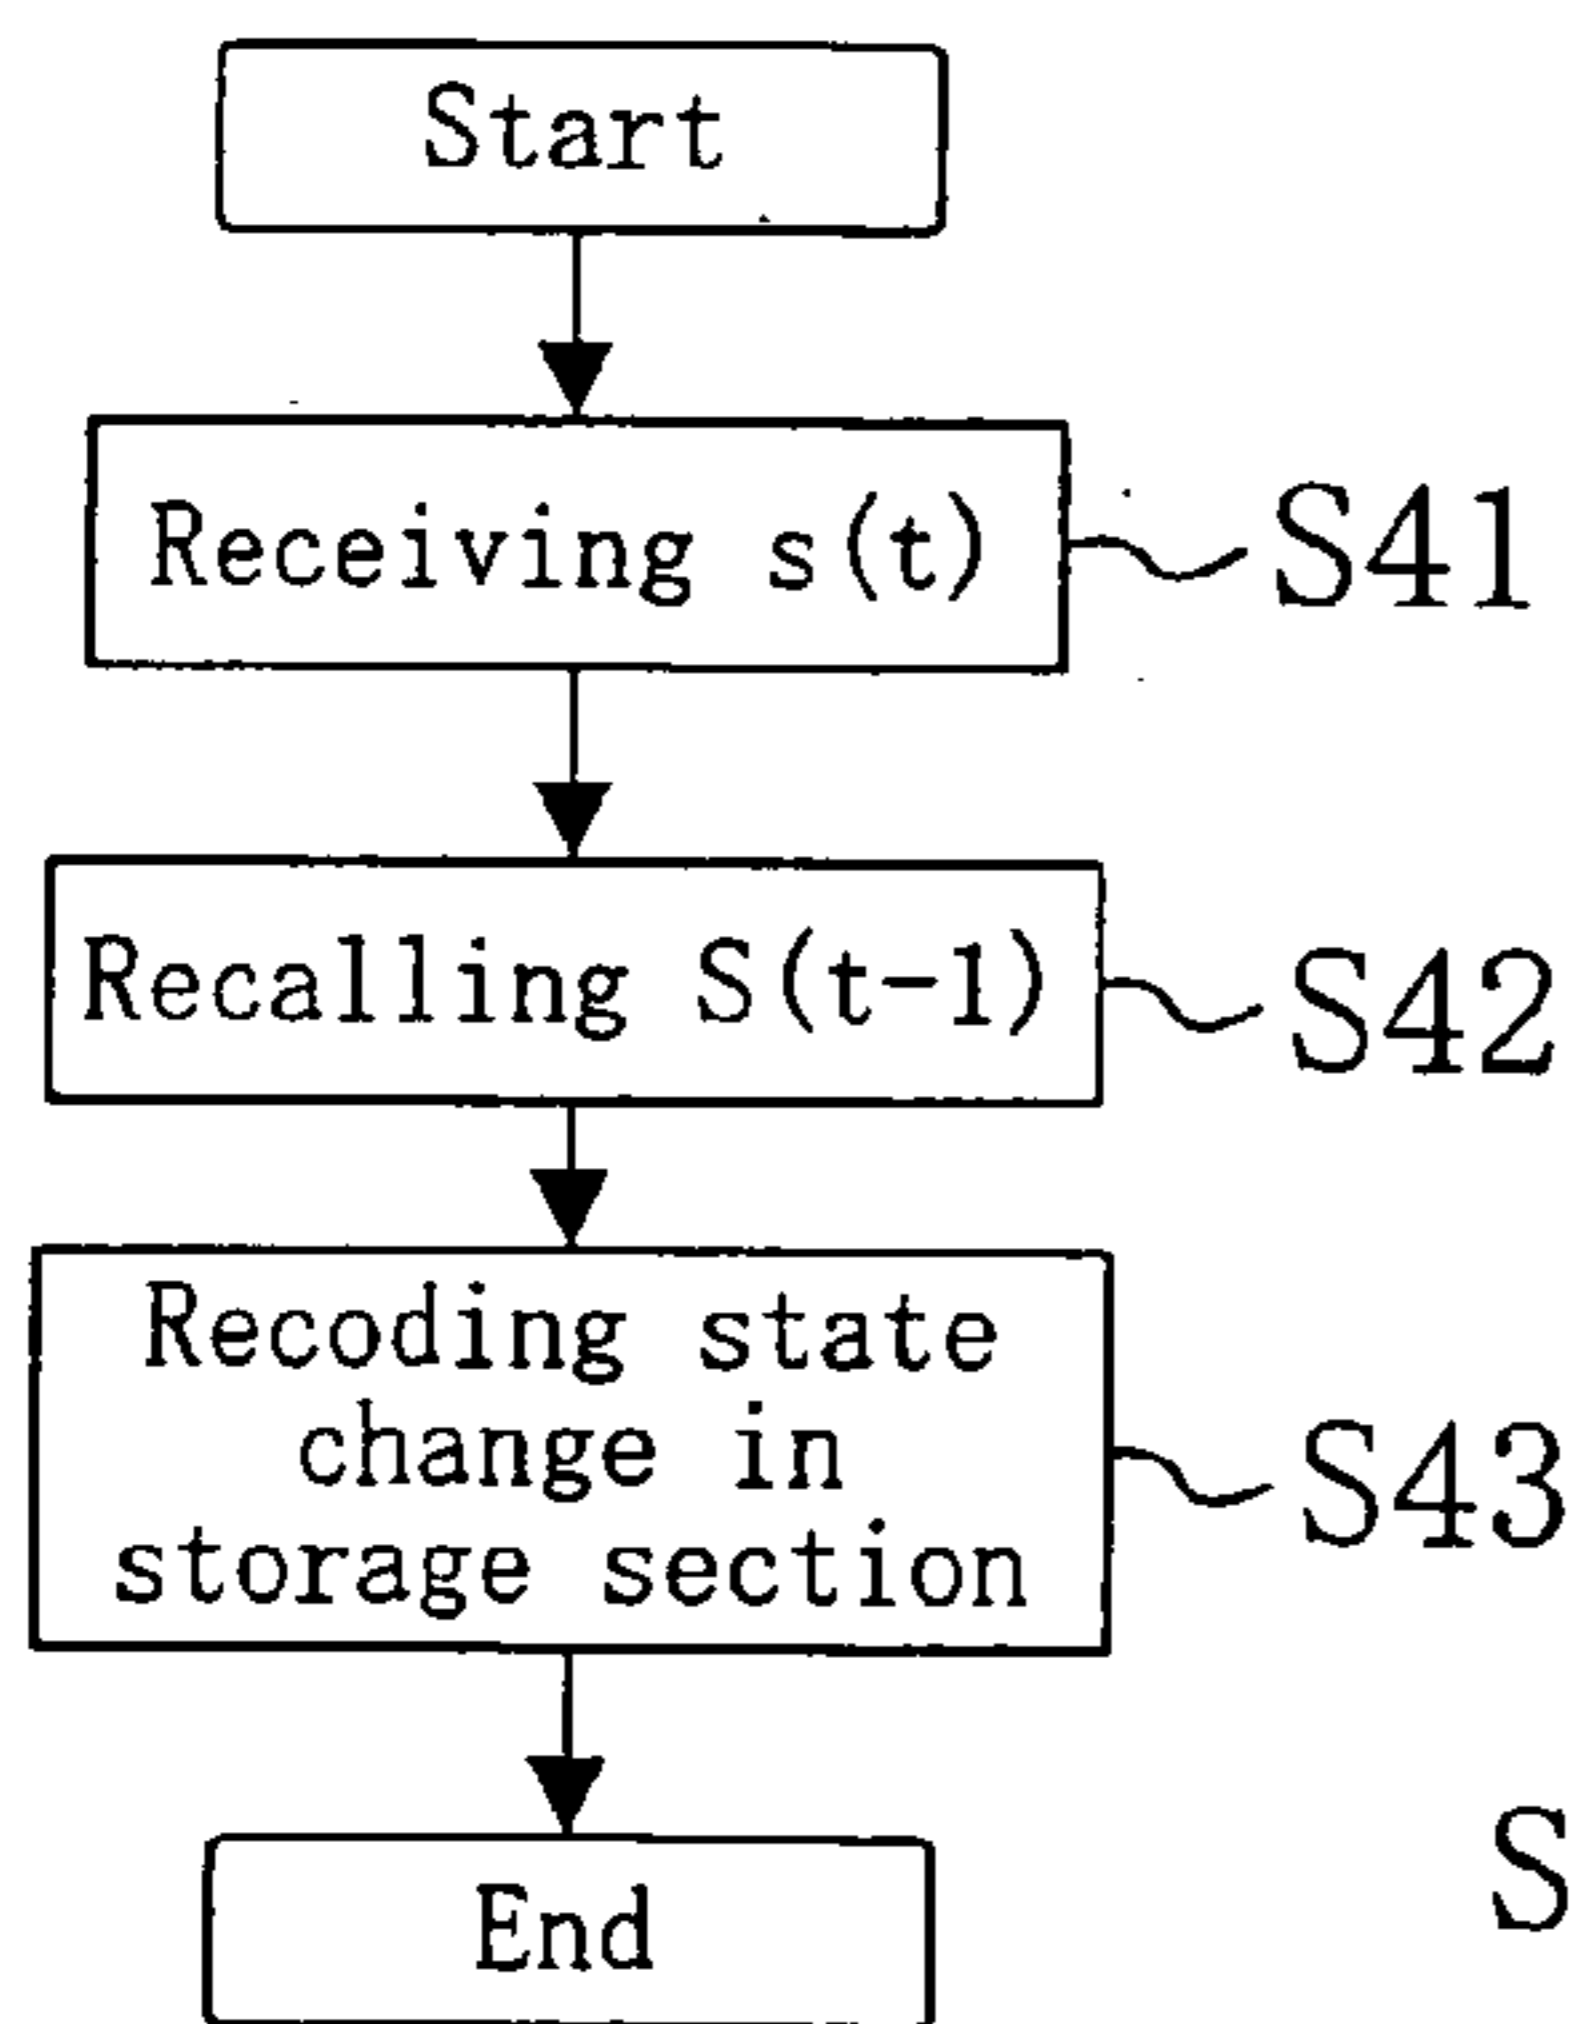 Start
Receiving s(t)
S41
Recalling S(t-1)
S42
Recoding state
change in
storage section
S43
End
S